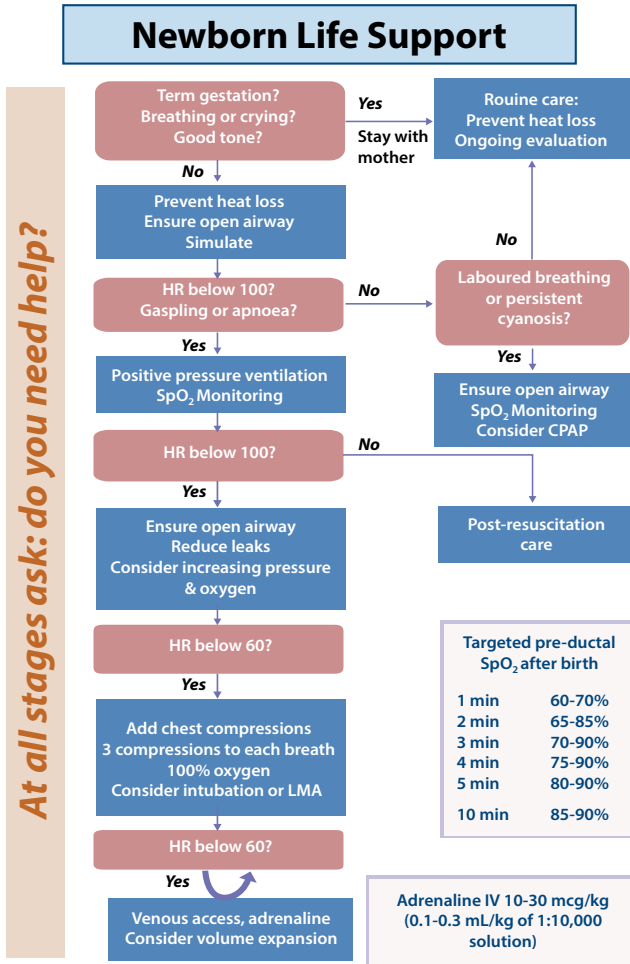 Newborn Life Support
At all stages ask: do you need help?
Term gestation?
Breathing or crying?
Good tone?
Yes
Stay with
mother
Rouine care:
Prevent heat loss
Ongoing evaluation
No
Prevent heat loss
Ensure open airway
Simulate
No
HR below 100?
Gaspling or apnoea?
No
Laboured breathing
or persistent
cyanosis?
Yes
Yes
Positive pressure ventilation
SpO₂ Monitoring
Ensure open airway
SpO₂ Monitoring
Consider CPAP
HR below 100?
No
Yes
Ensure open airway
Reduce leaks
Consider increasing pressure
& oxygen
Post-resuscitation
care
HR below 60?
Yes
Add chest compressions
3 compressions to each breath
100% oxygen
Consider intubation or LMA
HR below 60?
Yes
Venous access, adrenaline
Consider volume expansion
Targeted pre-ductal
SpO₂ after birth
1 min 60-70%
2 min 65-85%
3 min 70-90%
4 min 75-90%
5 min 80-90%
10 min 85-90%
Adrenaline IV 10-30 mcg/kg
(0.1-0.3 mL/kg of 1:10,000
solution)